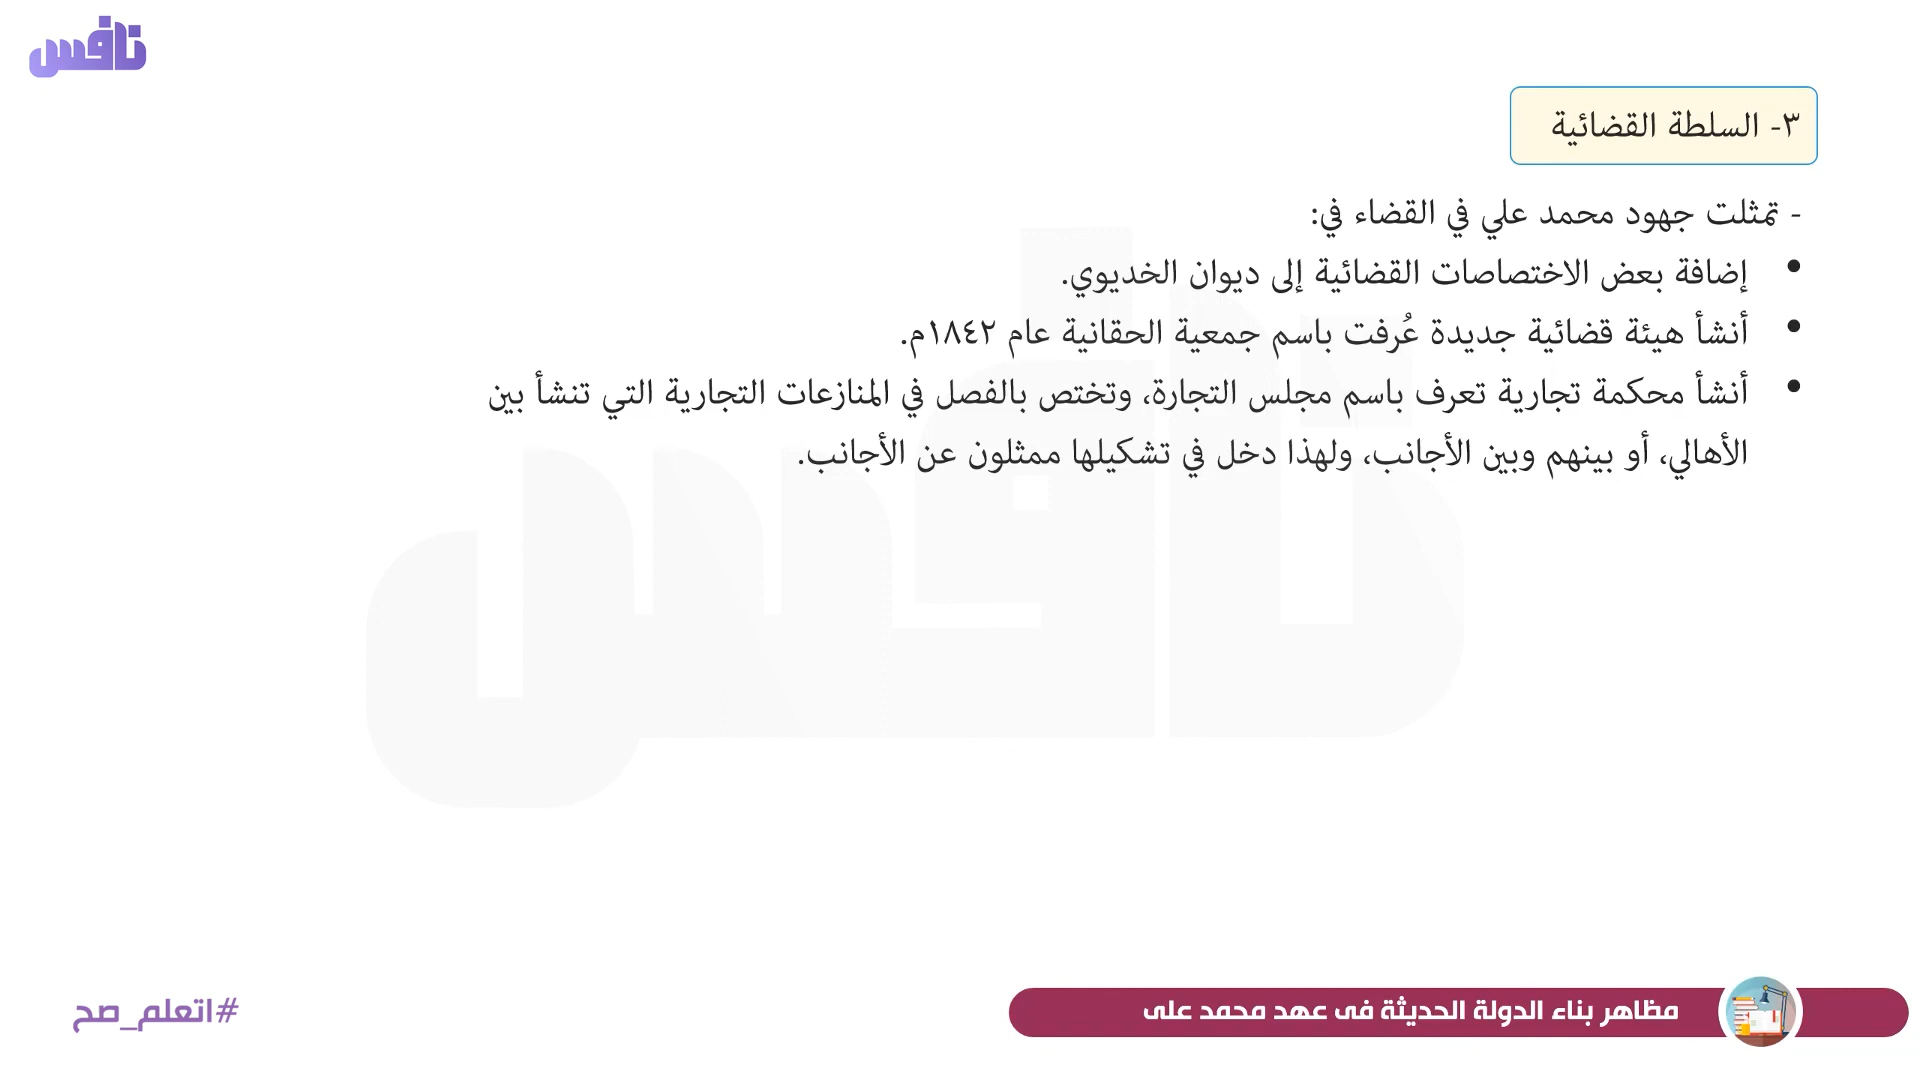 نافس
٣- السلطة القضائية
- تمثلت جهود محمد علي في القضاء في:
• إضافة بعض الاختصاصات القضائية إلى ديوان الخديوي.
• أنشأ هيئة قضائية جديدة عُرفت باسم جمعية الحقانية عام ١٨٤٢م.
• أنشأ محكمة تجارية تعرف باسم مجلس التجارة، وتختص بالفصل في المنازعات التجارية التي تنشأ بين
الأهالي، أو بينهم وبين الأجانب، ولهذا دخل في تشكيلها ممثلون عن الأجانب.
نافس
مظاهر بناء الدولة الحديثة فى عهد محمد على
#اتعلم_صح